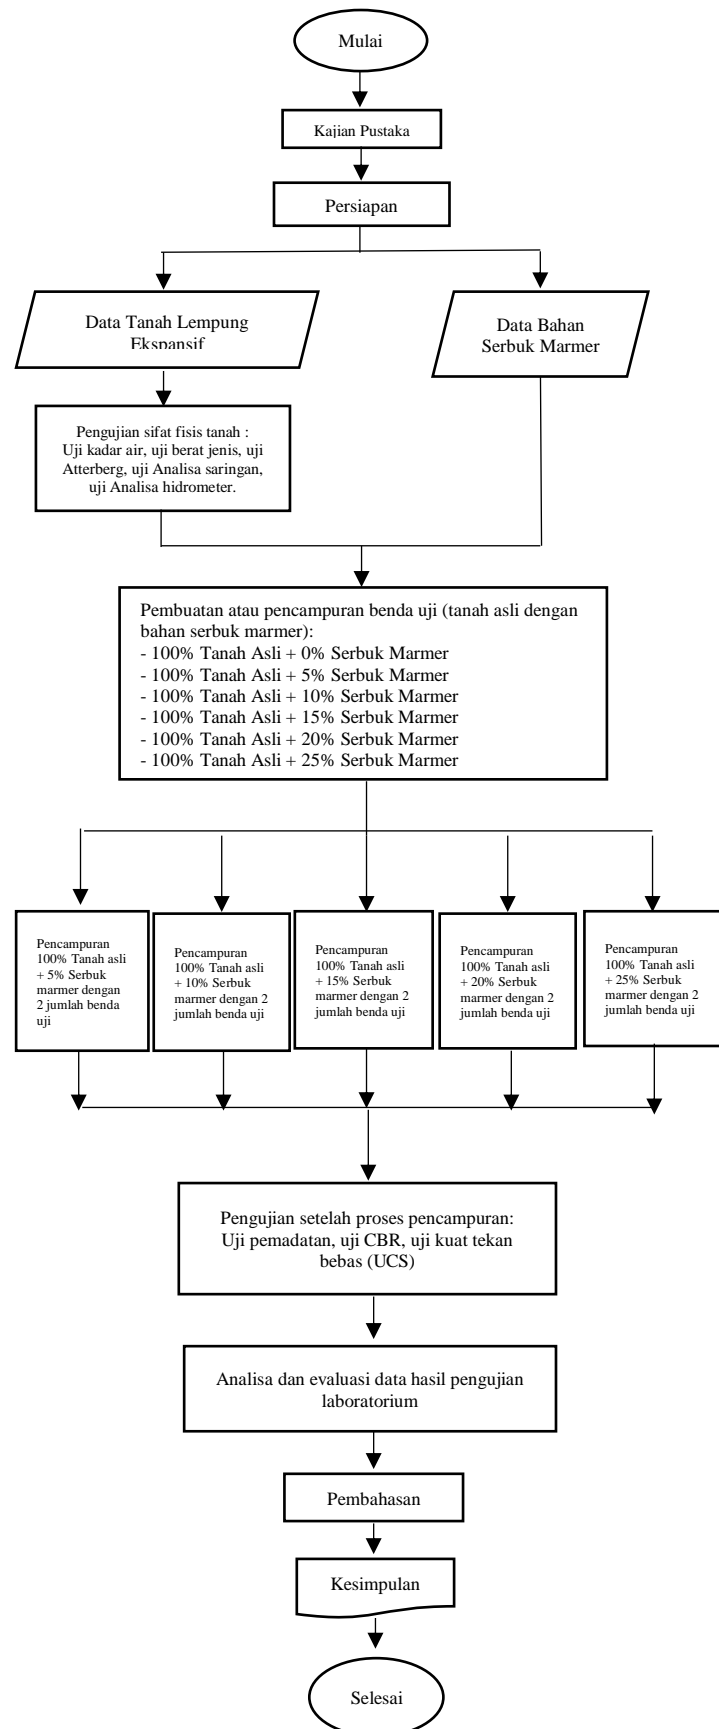 Mulai
Kajian Pustaka
Persiapan
Data Tanah Lempung
Ekspansif
Data Bahan
Serbuk Marmer
Pengujian sifat fisis tanah :
Uji kadar air, uji berat jenis, uji
Atterberg, uji Analisa saringan,
uji Analisa hidrometer.
Pembuatan atau pencampuran benda uji (tanah asli dengan
bahan serbuk marmer):
- 100% Tanah Asli + 0% Serbuk Marmer
- 100% Tanah Asli + 5% Serbuk Marmer
- 100% Tanah Asli + 10% Serbuk Marmer
- 100% Tanah Asli + 15% Serbuk Marmer
- 100% Tanah Asli + 20% Serbuk Marmer
- 100% Tanah Asli + 25% Serbuk Marmer
Pencampuran
100% Tanah asli
+ 5% Serbuk
marmer dengan
2 jumlah benda
uji
Pencampuran
100% Tanah asli
+ 10% Serbuk
marmer dengan 2
jumlah benda uji
Pencampuran
100% Tanah asli
+ 15% Serbuk
marmer dengan 2
jumlah benda uji
Pencampuran
100% Tanah asli
+ 20% Serbuk
marmer dengan 2
jumlah benda uji
Pencampuran
100% Tanah asli
+ 25% Serbuk
marmer dengan 2
jumlah benda uji
Pengujian setelah proses pencampuran:
Uji pemadatan, uji CBR, uji kuat tekan
bebas (UCS)
Analisa dan evaluasi data hasil pengujian
laboratorium
Pembahasan
Kesimpulan
Selesai